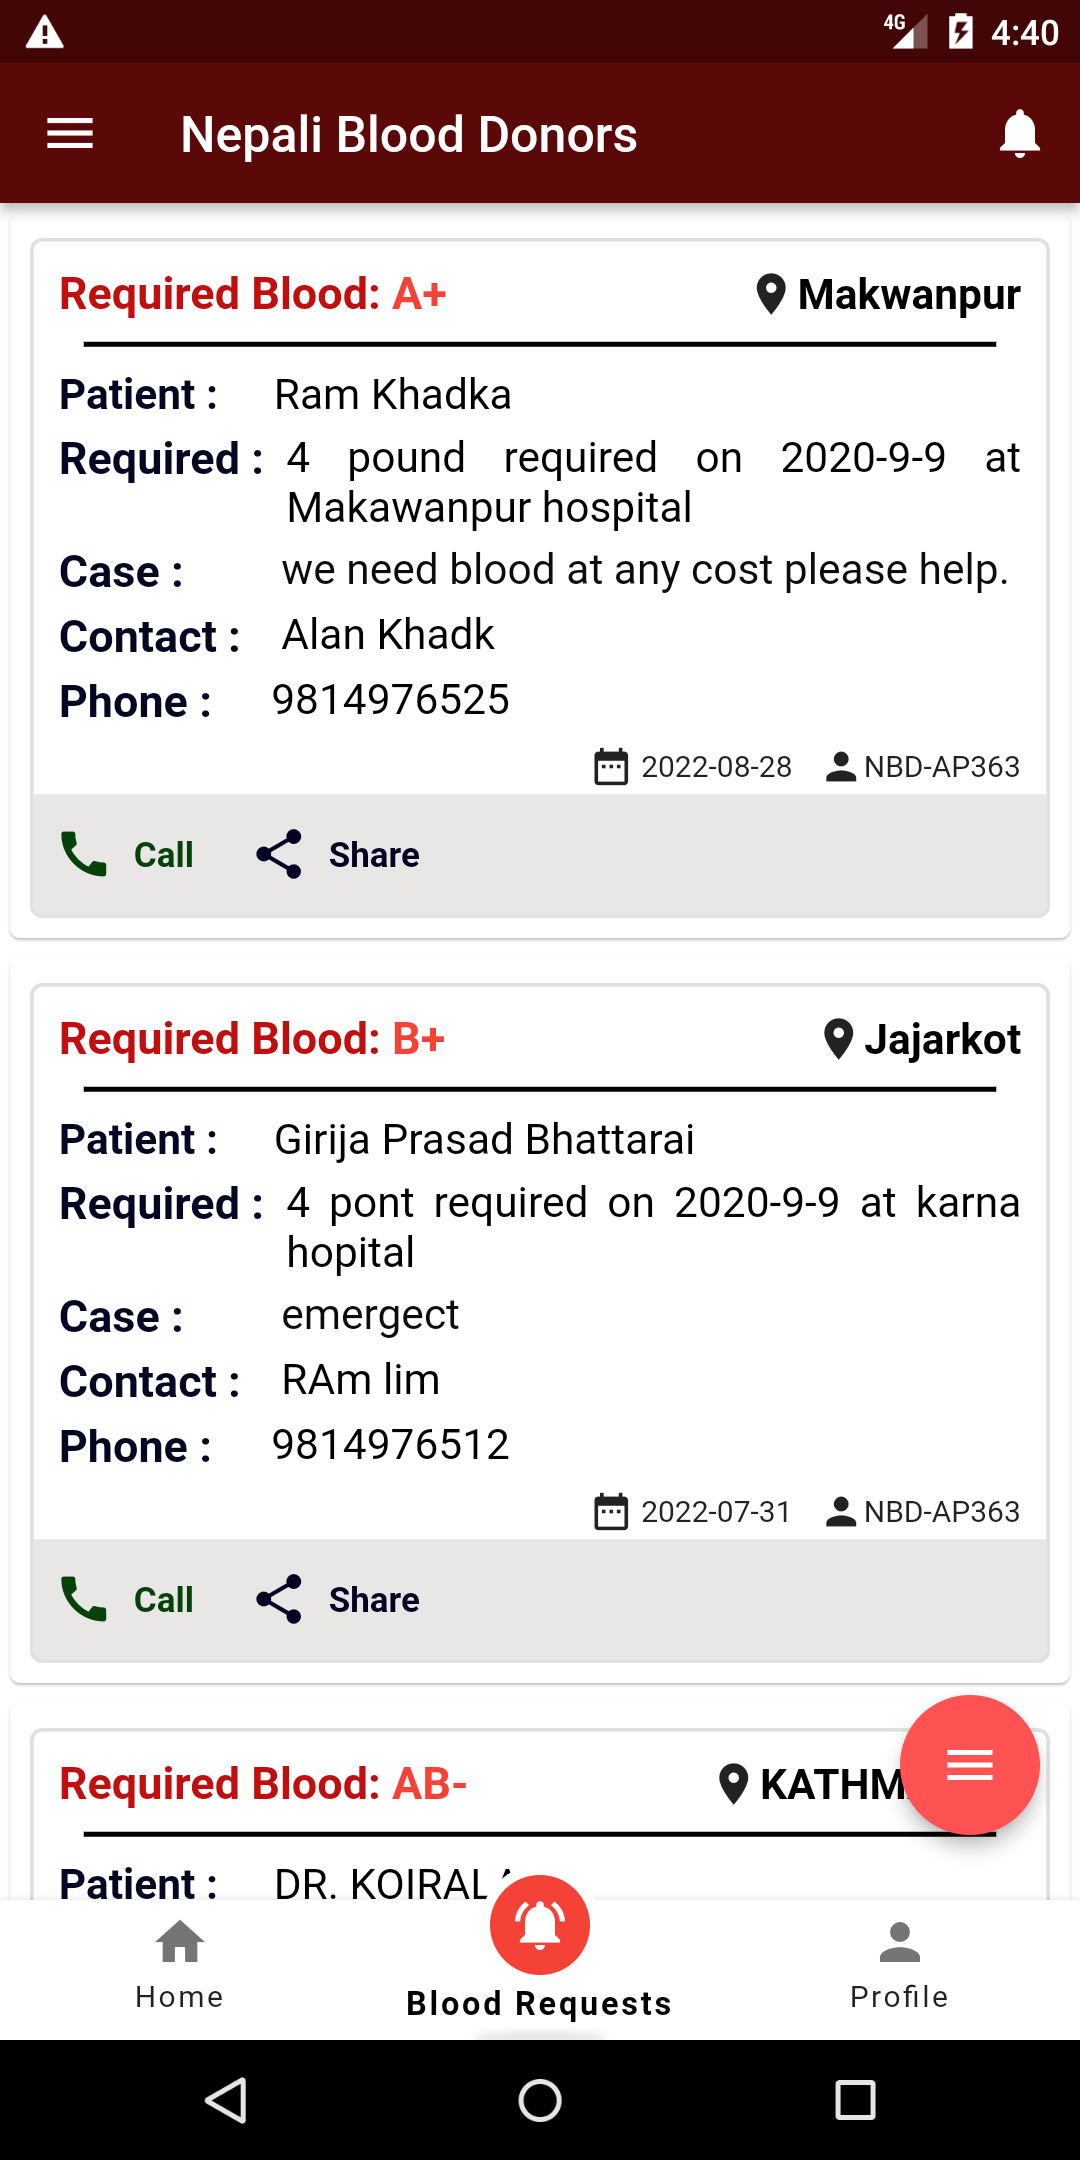 4G 4:40
Nepali Blood Donors
Required Blood: A+ Makwanpur
Patient : Ram Khadka
Required : 4 pound required on 2020-9-9 at
Makawanpur hospital
Case : we need blood at any cost please help.
Contact : Alan Khadk
Phone : 9814976525
2022-08-28 NBD-AP363
Call Share
Required Blood: B+ Jajarkot
Patient : Girija Prasad Bhattarai
Required : 4 pont required on 2020-9-9 at karna
hopital
Case : emergect
Contact : RAm lim
Phone : 9814976512
2022-07-31 NBD-AP363
Call Share
Required Blood: AB-
Patient : DR.
Home
Blood Requests
Profile